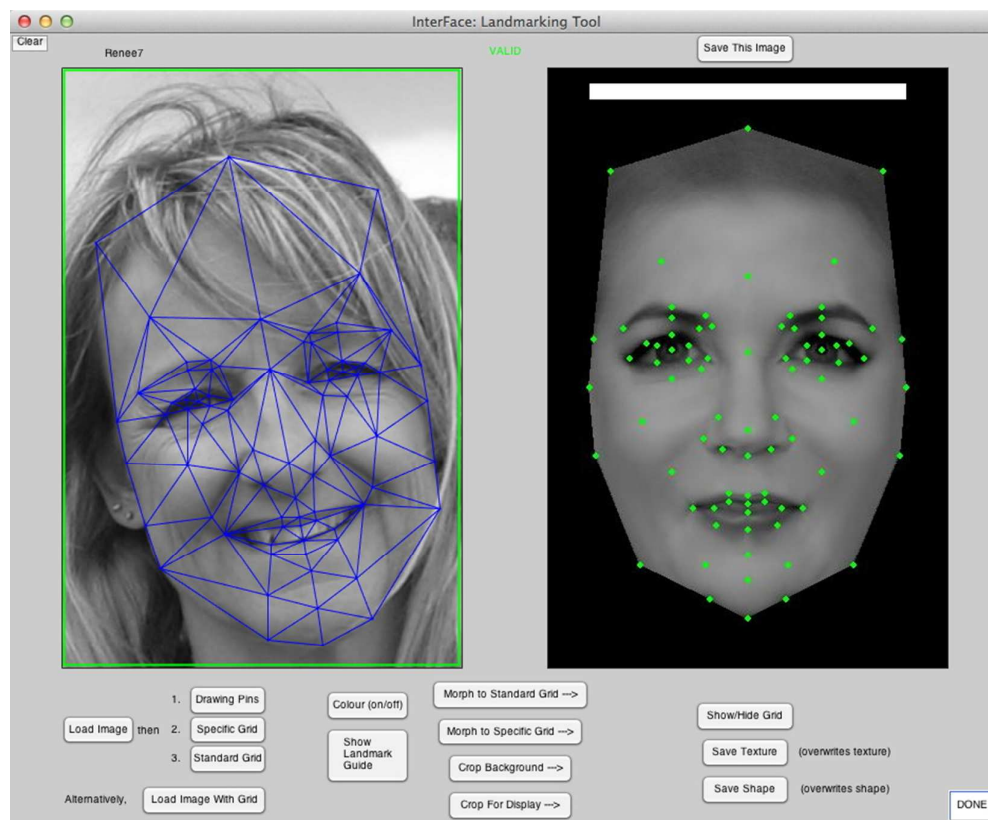 InterFace: Landmarking Tool
Clear
Renee7
VALID
Save This Image
1. Drawing Pins
Load Image then 2. Specific Grid
3. Standard Grid
Alternatively, Load Image With Grid
Colour (on/off)
Show
Landmark
Guide
Morph to Standard Grid --->
Morph to Specific Grid --->
Crop Background --->
Crop For Display --->
Show/Hide Grid
Save Texture (overwrites texture)
Save Shape (overwrites shape)
DONE